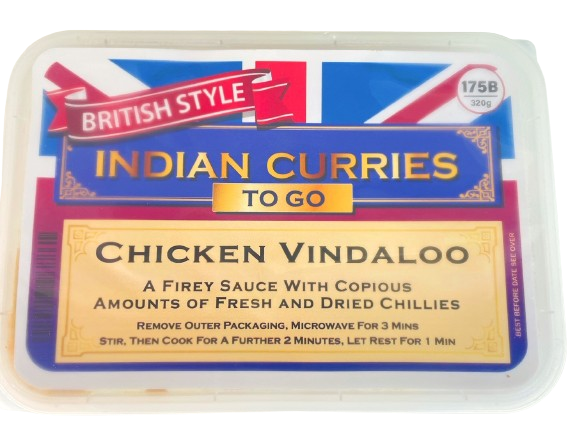 BRITISH STYLE
175B
320g
INDIAN CURRIES
TO GO
CHICKEN VINDALOO
A FIREY SAUCE WITH COPIOUS
AMOUNTS OF FRESH AND DRIED CHILLIES
REMOVE OUTER PACKAGING, MICROWAVE FOR 3 MINS
STIR, THEN COOK FOR A FURTHER 2 MINUTES, LET REST FOR 1 MIN
BEST BEFORE DATE SEE OVER